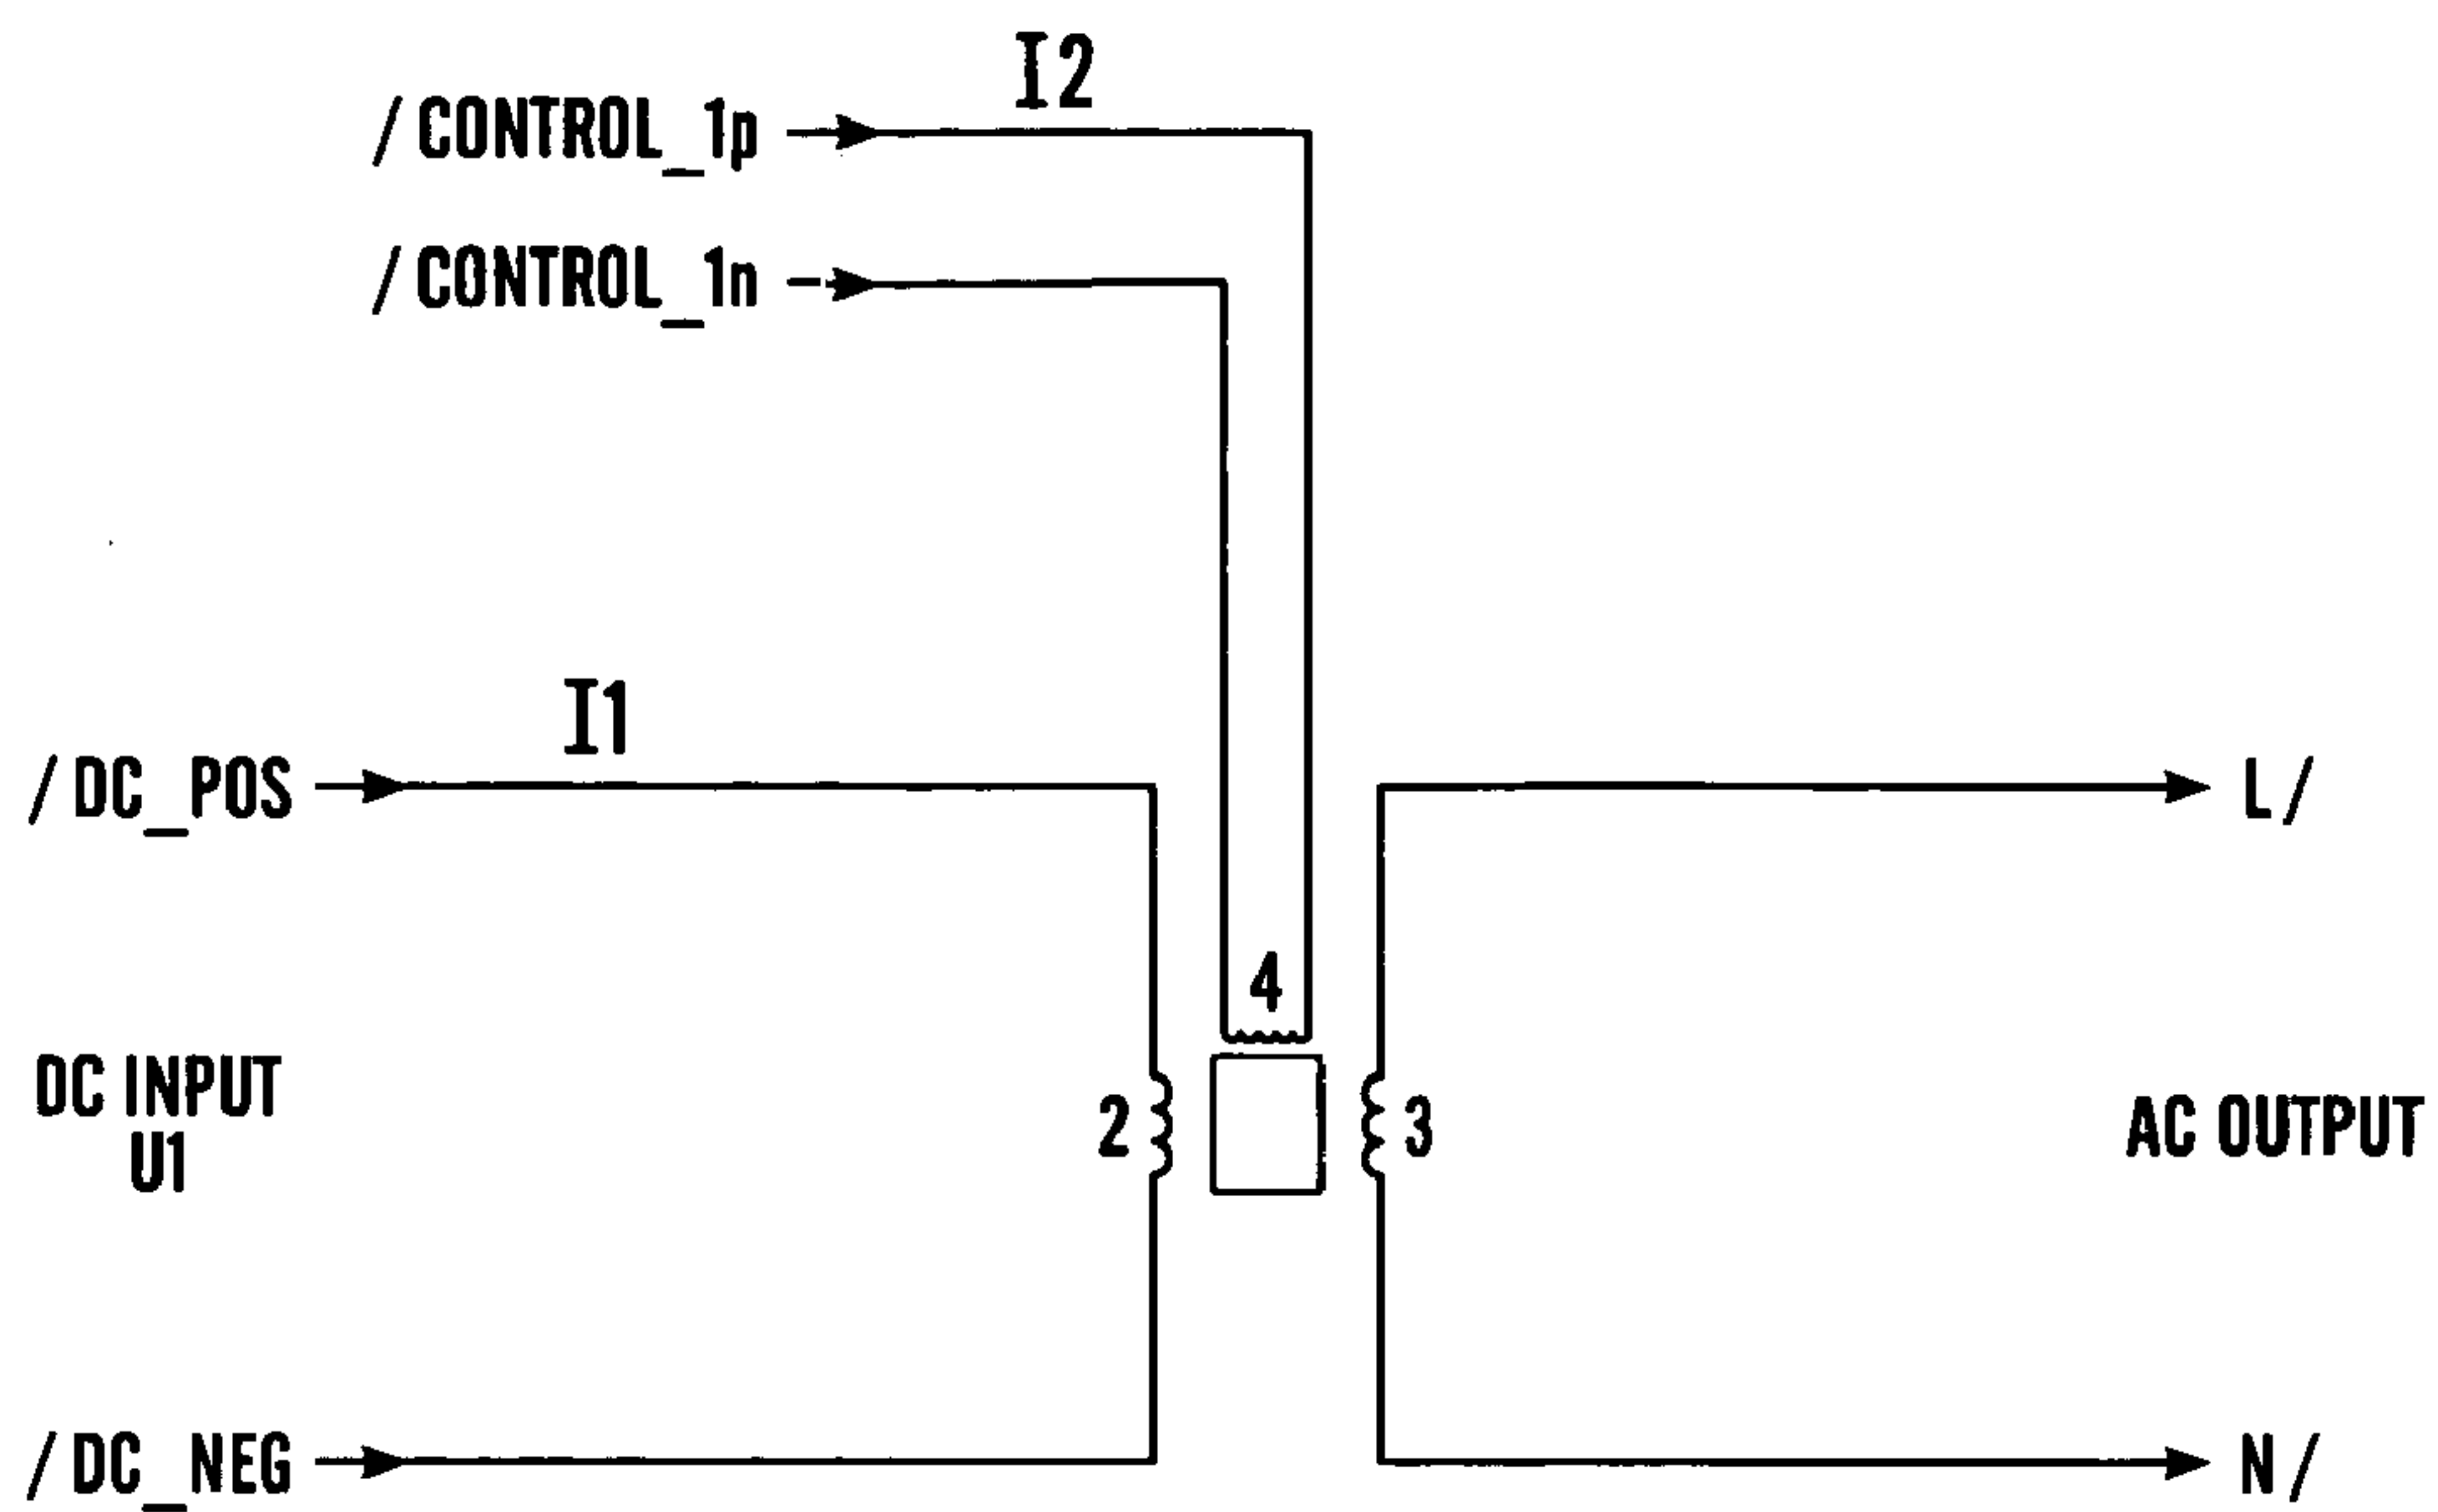 I2
/CONTROL_1p
/CONTROL_1n
I1
/DC_POS
L/
4
DC INPUT
U1
2
3
AC OUTPUT
/DC_NEG
N/